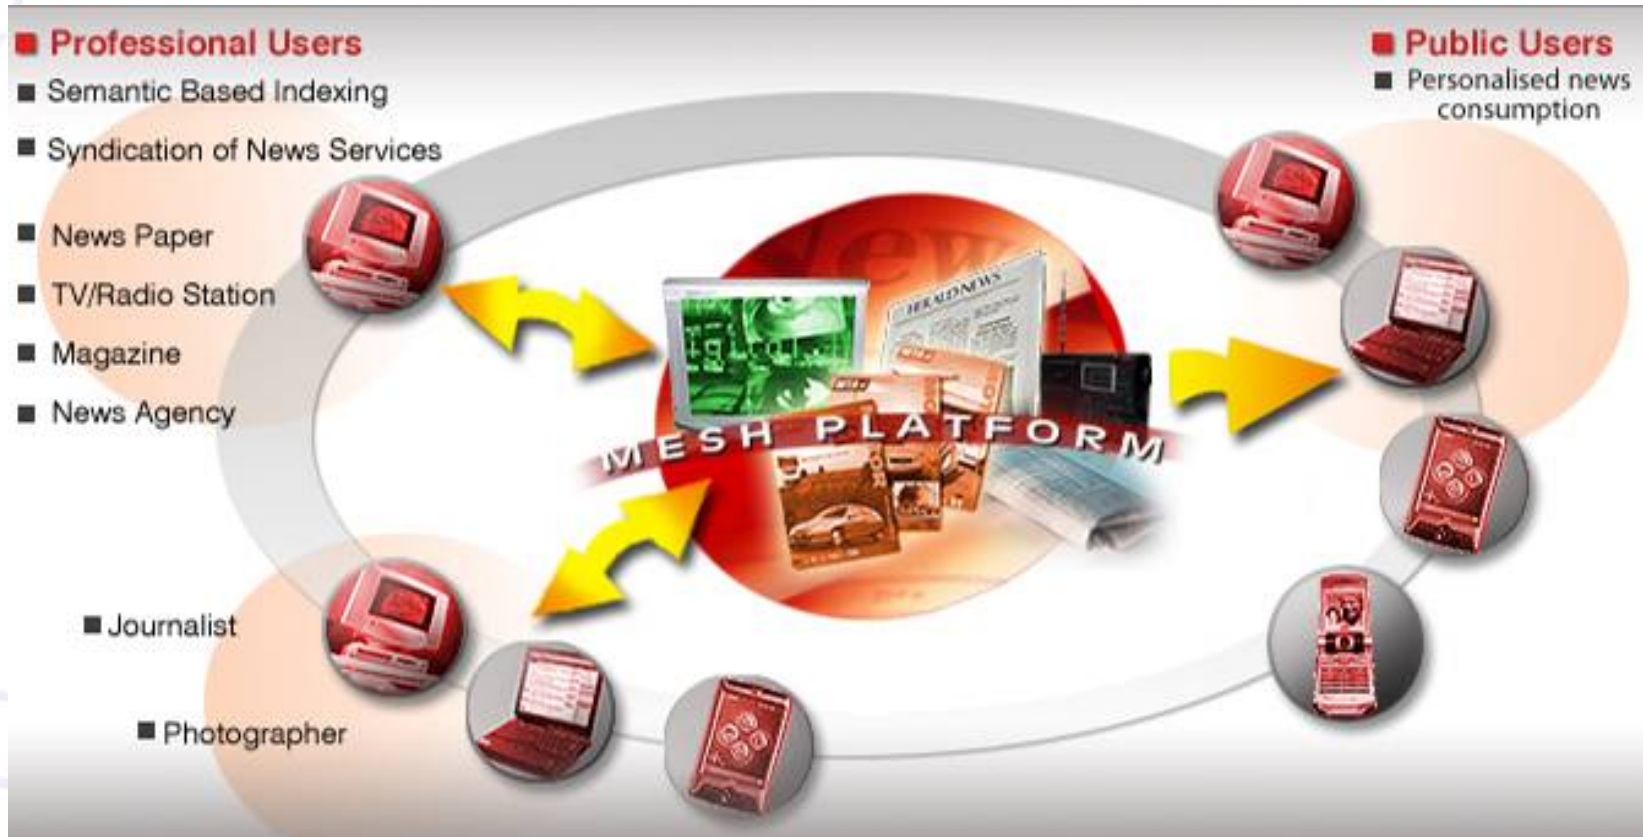 Professional Users
Semantic Based Indexing
Syndication of News Services
News Paper
TV/Radio Station
Magazine
News Agency
Journalist
Photographer
Public Users
Personalised news
consumption
New
HERALD NEWS
MESH PLATFORM